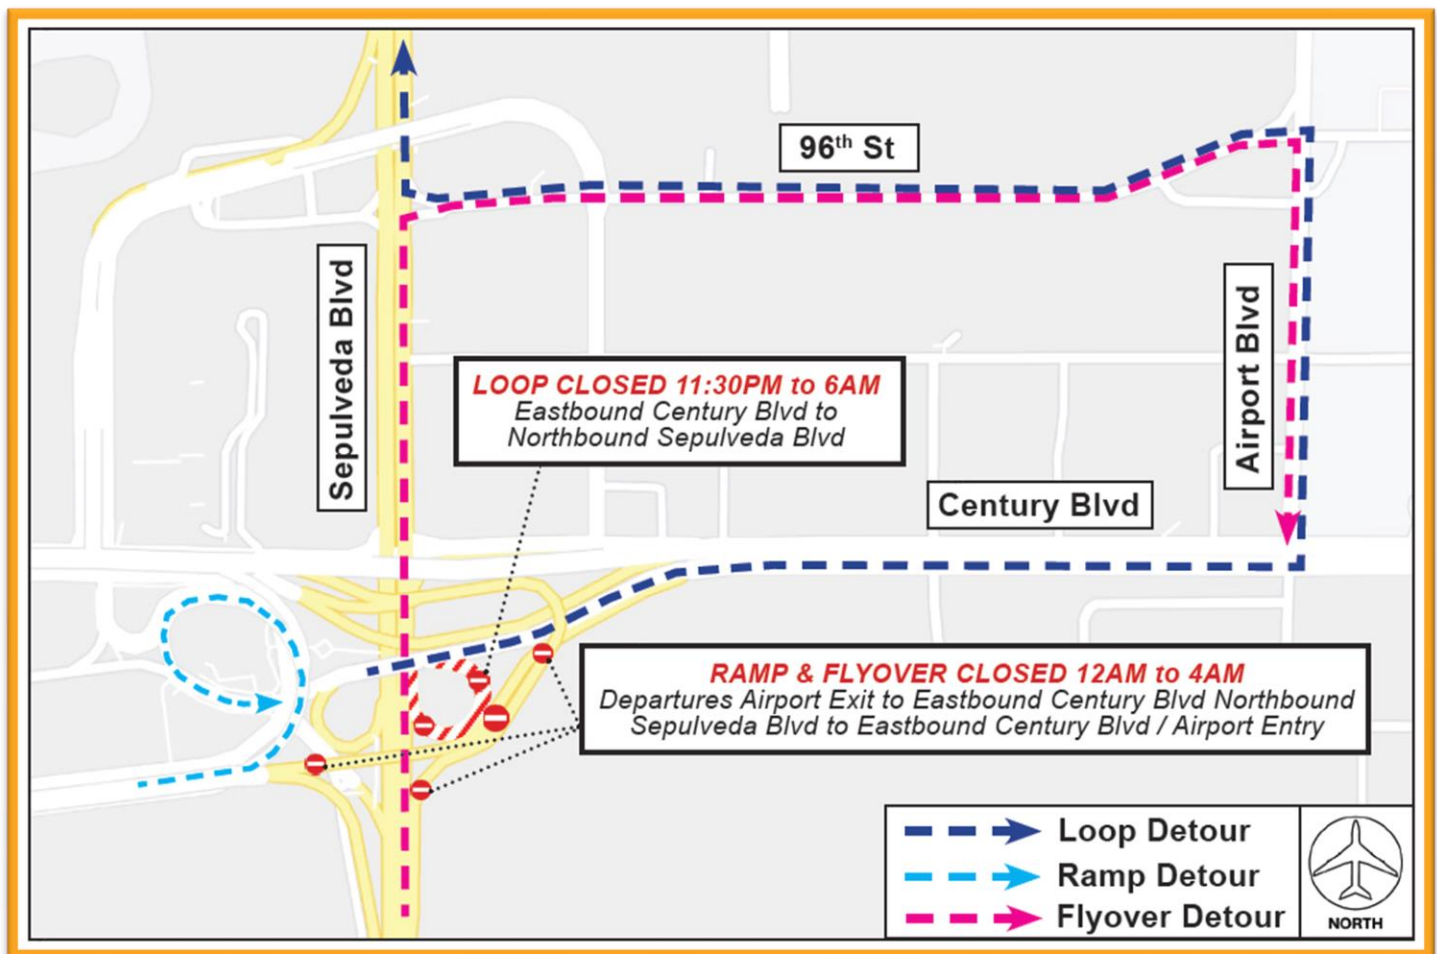 96th St
Sepulveda Blvd
Airport Blvd
LOOP CLOSED 11:30PM to 6AM
Eastbound Century Blvd to
Northbound Sepulveda Blvd
Century Blvd
RAMP & FLYOVER CLOSED 12AM to 4AM
Departures Airport Exit to Eastbound Century Blvd Northbound
Sepulveda Blvd to Eastbound Century Blvd / Airport Entry
Loop Detour
Ramp Detour
Flyover Detour
NORTH